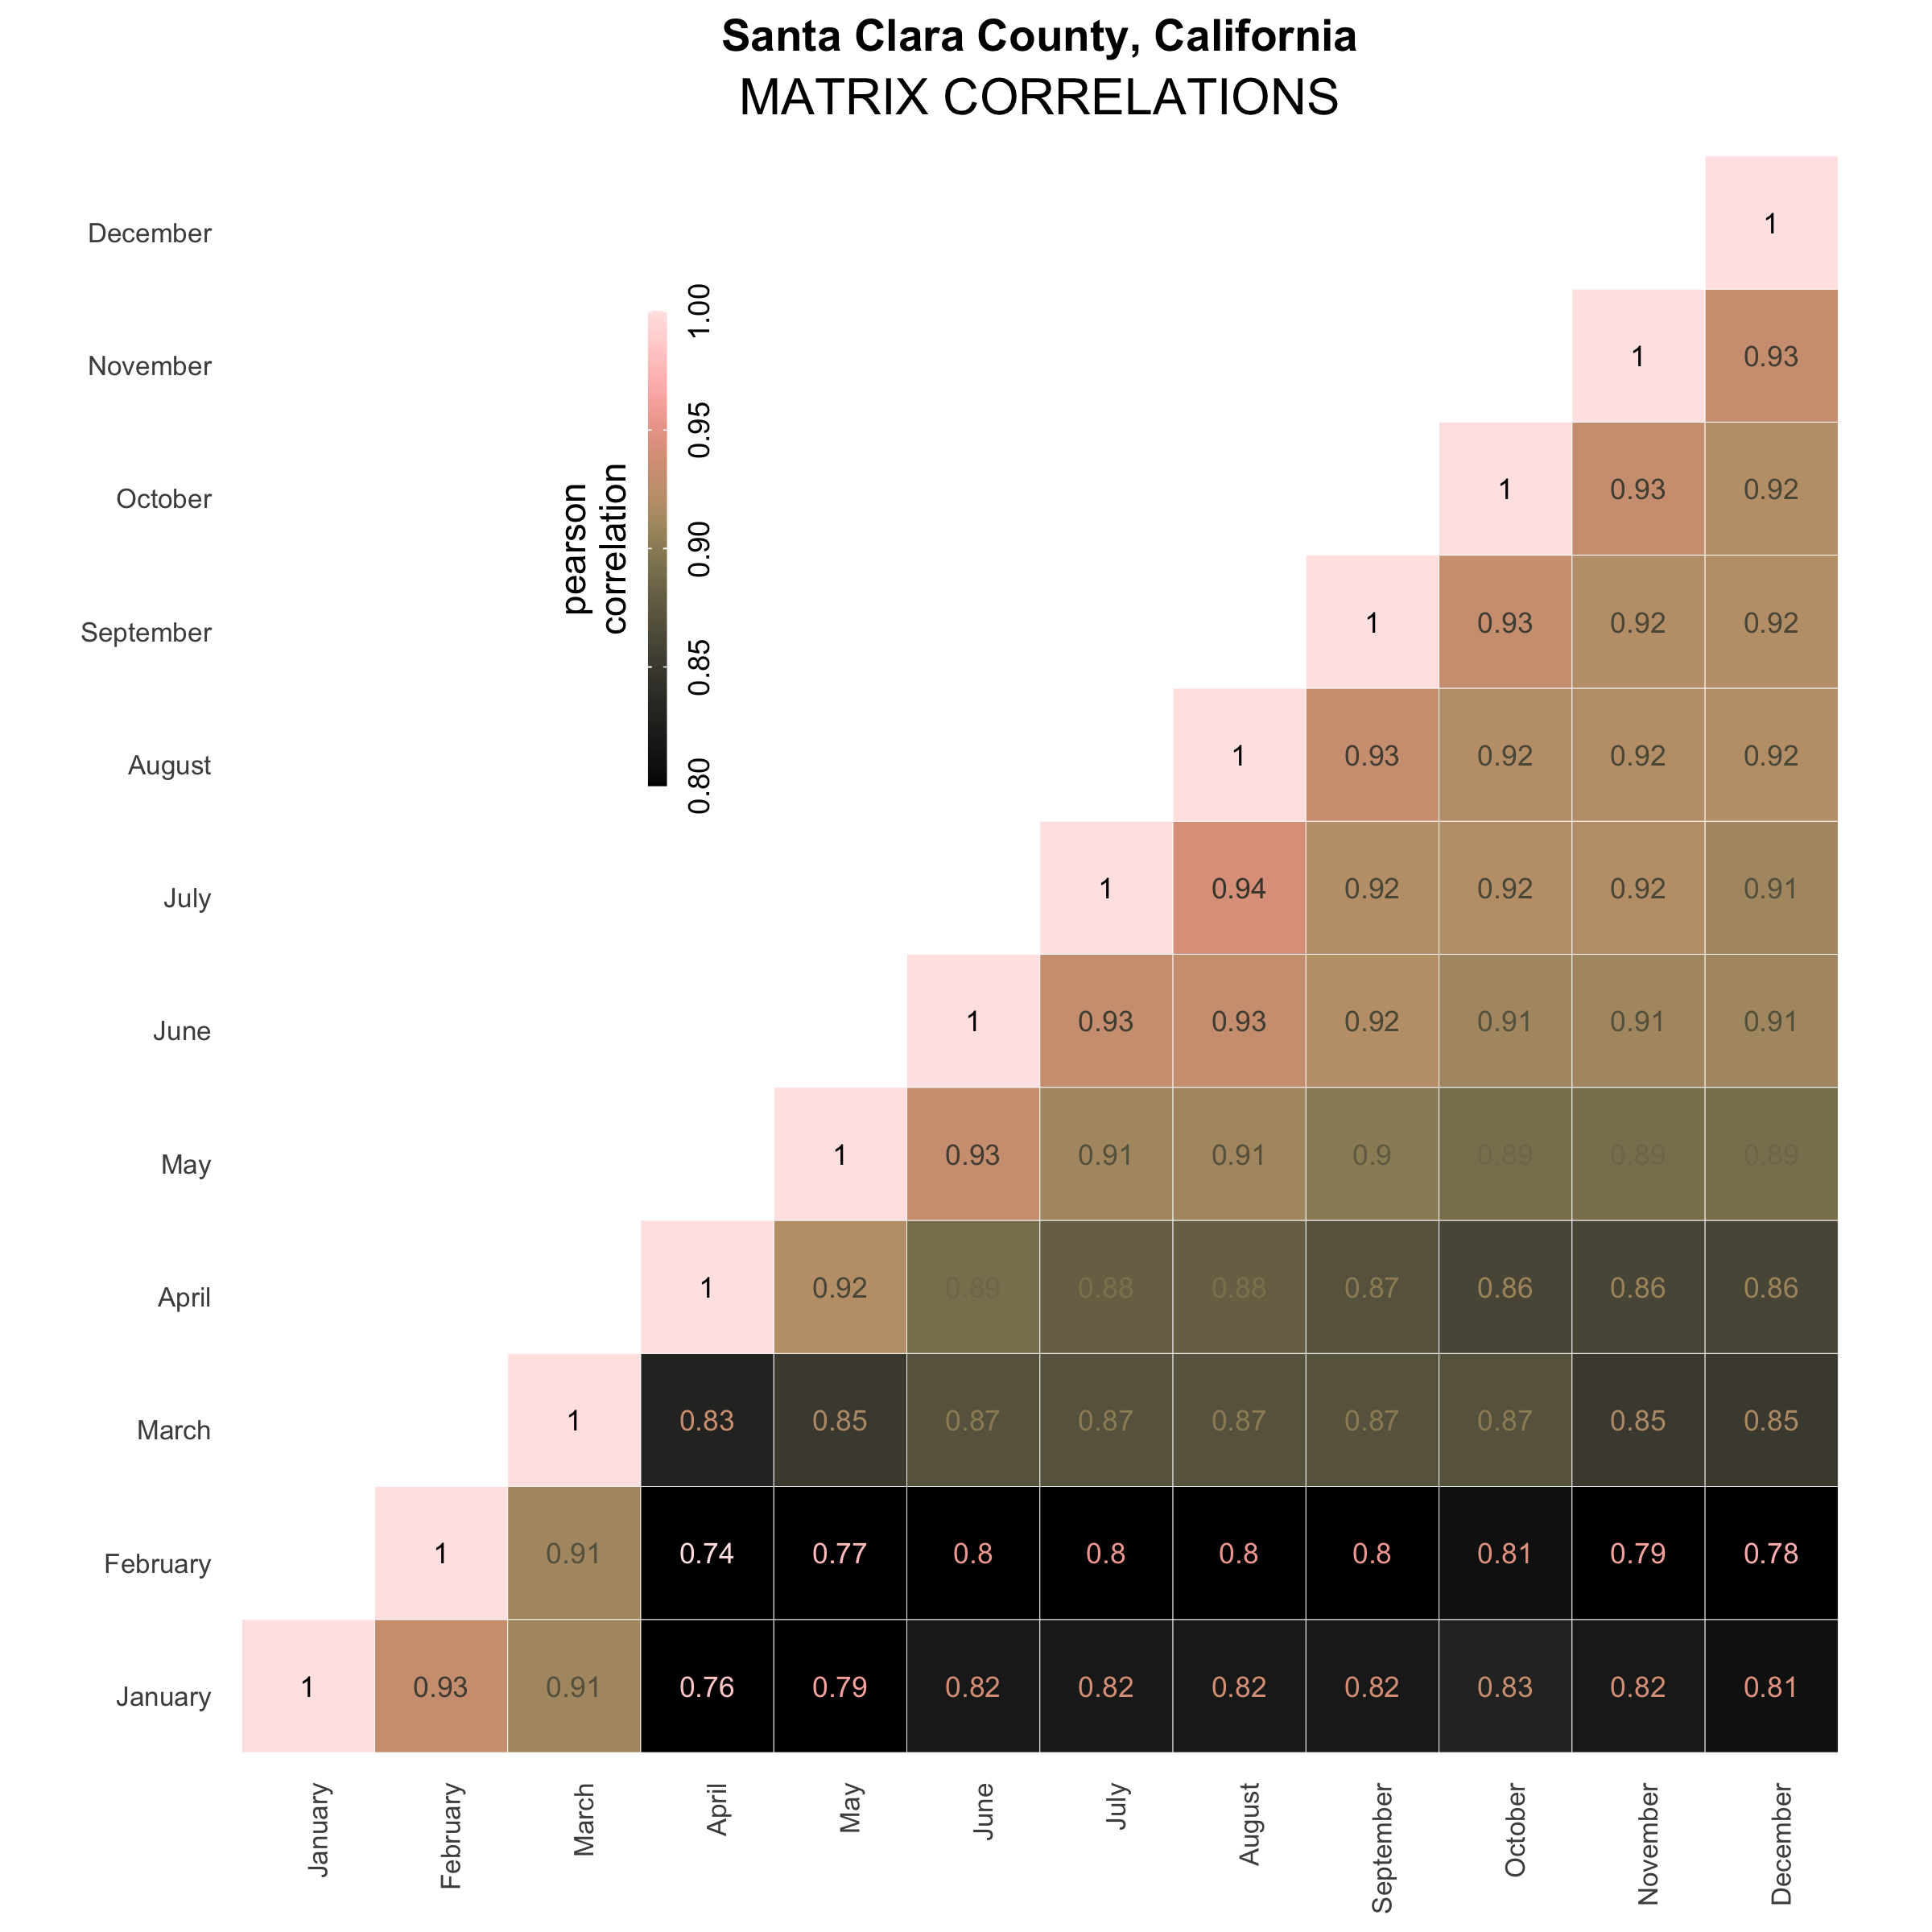 Santa Clara County, California
MATRIX CORRELATIONS
pearson
correlation
1.00
0.95
0.90
0.85
0.80
December 1
November 1 0.93
October 1 0.93 0.92
September 1 0.93 0.92 0.92
August 1 0.93 0.92 0.92 0.92
July 1 0.94 0.92 0.92 0.92 0.91
June 1 0.93 0.93 0.92 0.91 0.91 0.91
May 1 0.93 0.91 0.91 0.9 0.89 0.89 0.89
April 1 0.92 0.89 0.88 0.88 0.87 0.86 0.86 0.86
March 1 0.83 0.85 0.87 0.87 0.87 0.87 0.87 0.85 0.85
February 1 0.91 0.74 0.77 0.8 0.8 0.8 0.8 0.81 0.79 0.78
January 1 0.93 0.91 0.76 0.79 0.82 0.82 0.82 0.82 0.83 0.82 0.81
January February March April May June July August September October November December